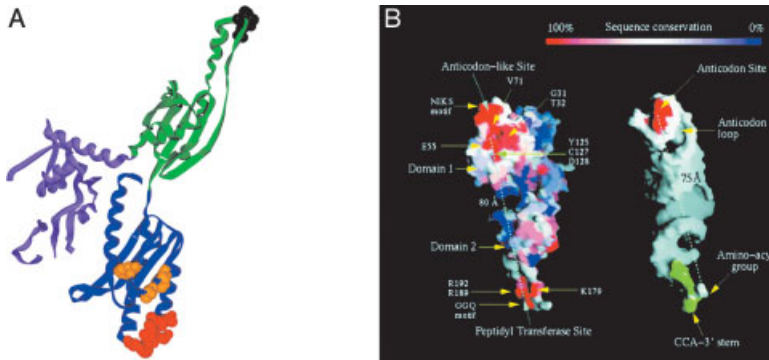 A
B
100%
Sequence conservation
0%
Anticodon-like Site
V71
NIKS
motif
G31
T32
E55
Y125
C127
D128
Domain 1
80 Å
Domain 2
R192
R189
K179
GGQ
motif
Peptidyl Transferase Site
Anticodon Site
Anticodon
loop
75Å
Amino-acyl
group
CCA-3' stem